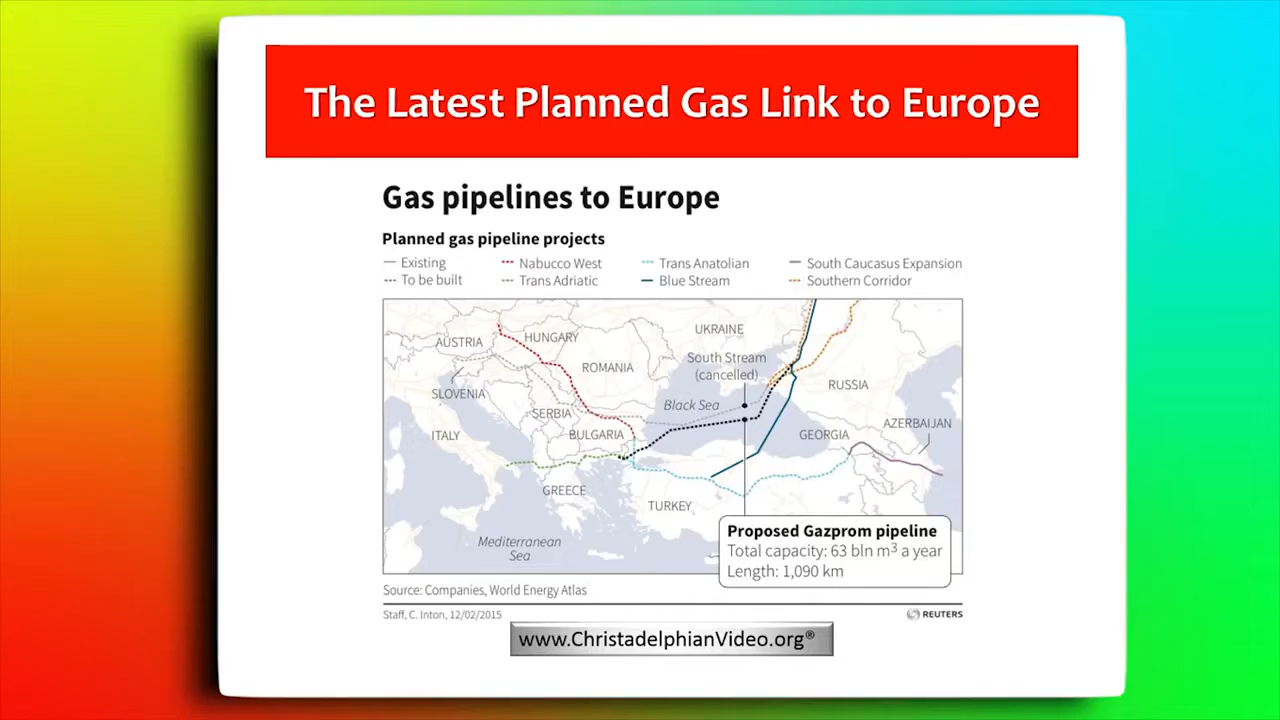 The Latest Planned Gas Link to Europe
Gas pipelines to Europe
Planned gas pipeline projects
Existing
Nabucco West
Trans Anatolian
South Caucasus Expansion
To be built
Trans Adriatic
Blue Stream
Southern Corridor
UKRAINE
AUSTRIA
HUNGARY
South Stream
(cancelled)
ROMANIA
RUSSIA
SLOVENIA
Black Sea
SERBIA
AZERBAIJAN
ITALY
BULGARIA
GEORGIA
GREECE
TURKEY
Mediterranean
Sea
Proposed Gazprom pipeline
Total capacity: 63 bln m³ a year
Length: 1,090 km
Source: Companies, World Energy Atlas
Staff, C. Inton, 12/02/2015
REUTERS
www.ChristadelphianVideo.org®